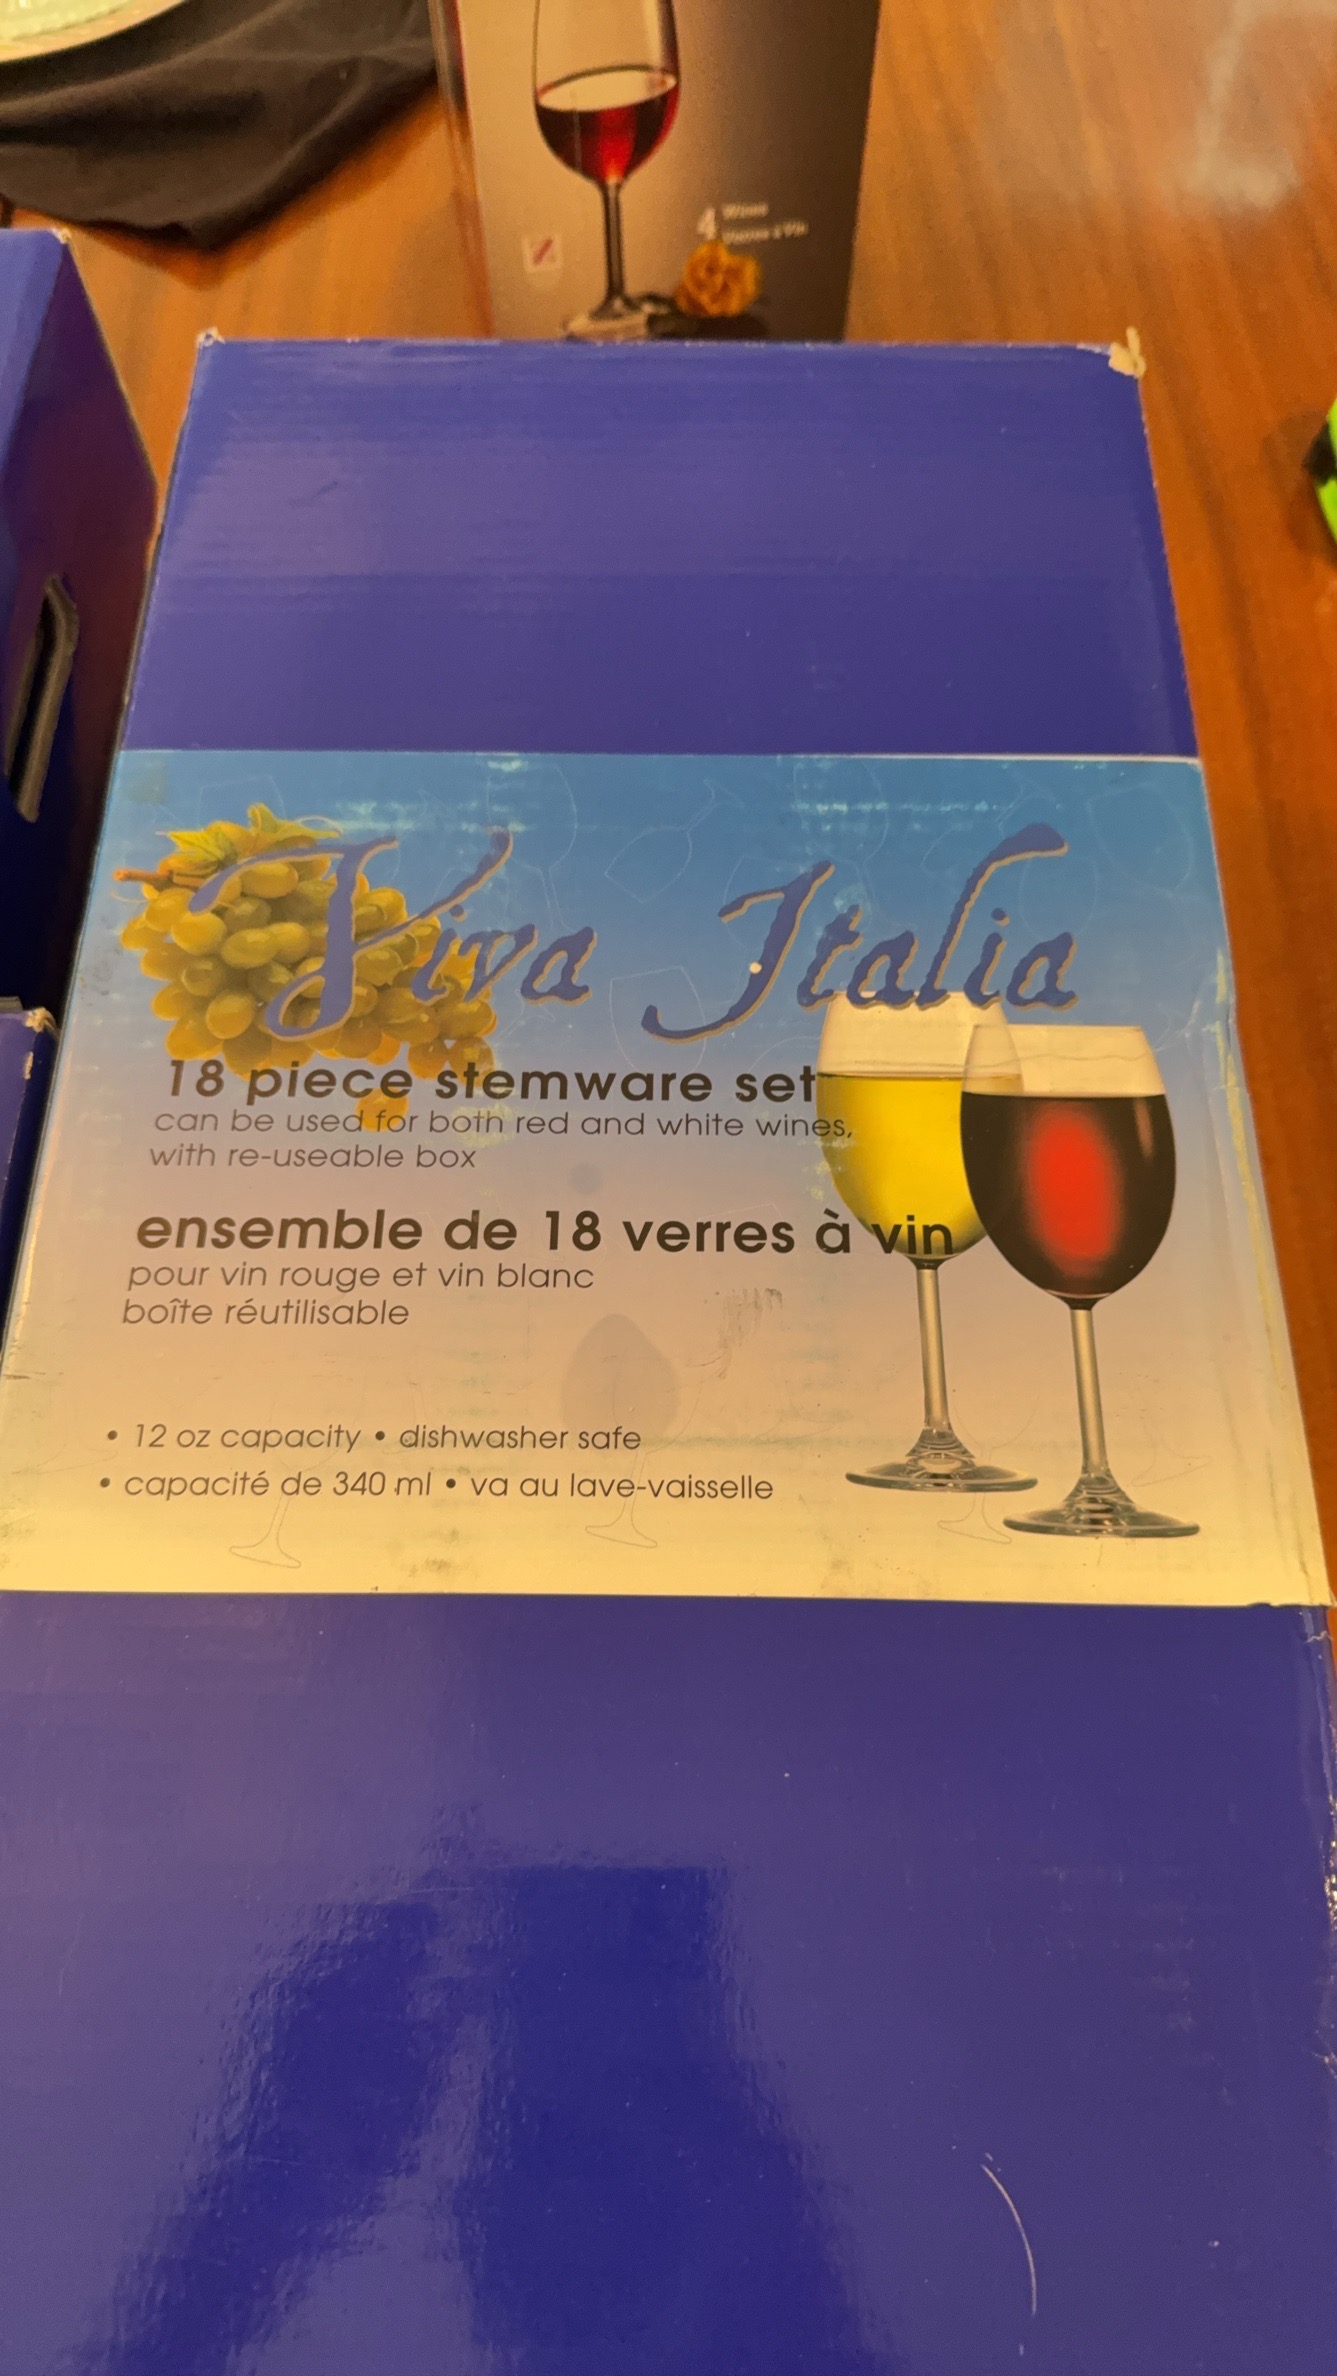 4
Viva Italia
18 piece stemware set
can be used for both red and white wines,
with re-useable box
ensemble de 18 verres à vin
pour vin rouge et vin blanc
boîte réutilisable
• 12 oz capacity • dishwasher safe
• capacité de 340 ml • va au lave-vaisselle